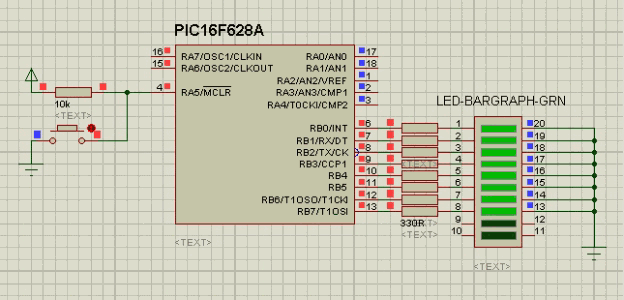 PIC16F628A
16 RA7/OSC1/CLKIN RA0/AN0 17
15 RA6/OSC2/CLKOUT RA1/AN1 18
RA2/AN2/VREF 1
4 RA5/MCLR RA3/AN3/CMP1 2
RA4/TOCKI/CMP2 3
10k
<TEXT>
LED-BARGRAPH-GRN
RB0/INT 6 1 20
RB1/RX/DT 7 2 19
RB2/TX/CK 8 3 18
RB3/CCP1 9 4 17
RB4 10 5 16
RB5 11 6 15
RB6/T1OSO/T1CKI 12 7 14
RB7/T1OSI 13 8 13
330R 9 12
<TEXT> 10 11
<TEXT>
<TEXT>